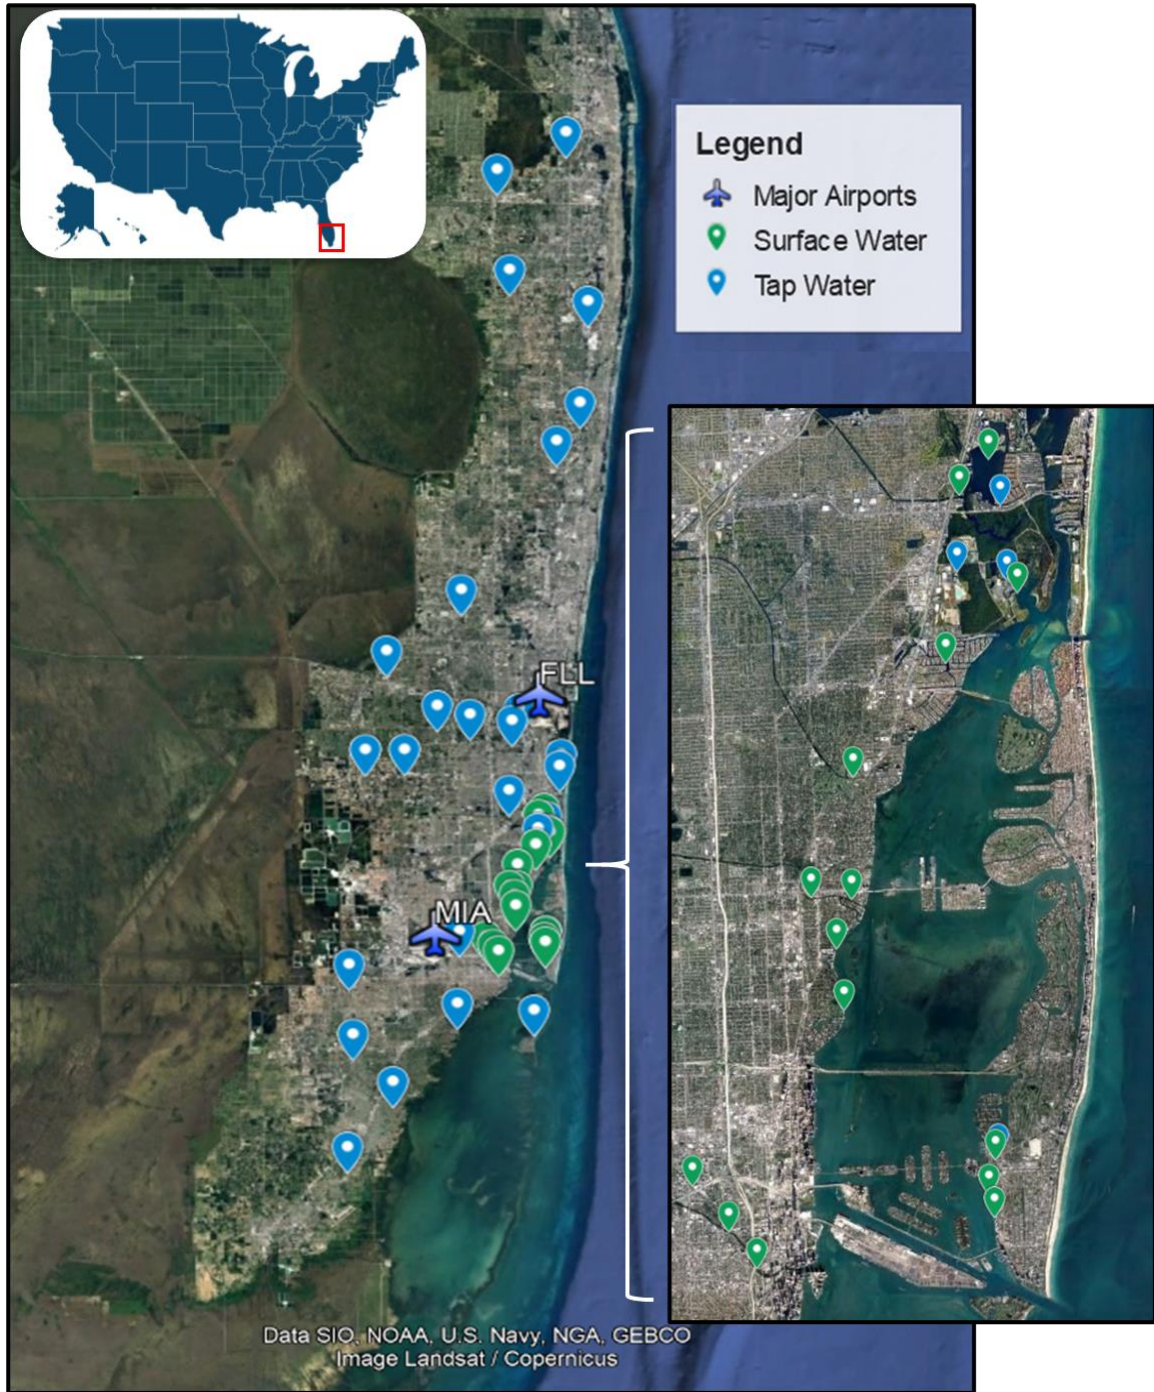 Legend
Major Airports
Surface Water
Tap Water
FLL
MIA
Data SIO, NOAA, U.S. Navy, NGA, GEBCO
Image Landsat / Copernicus